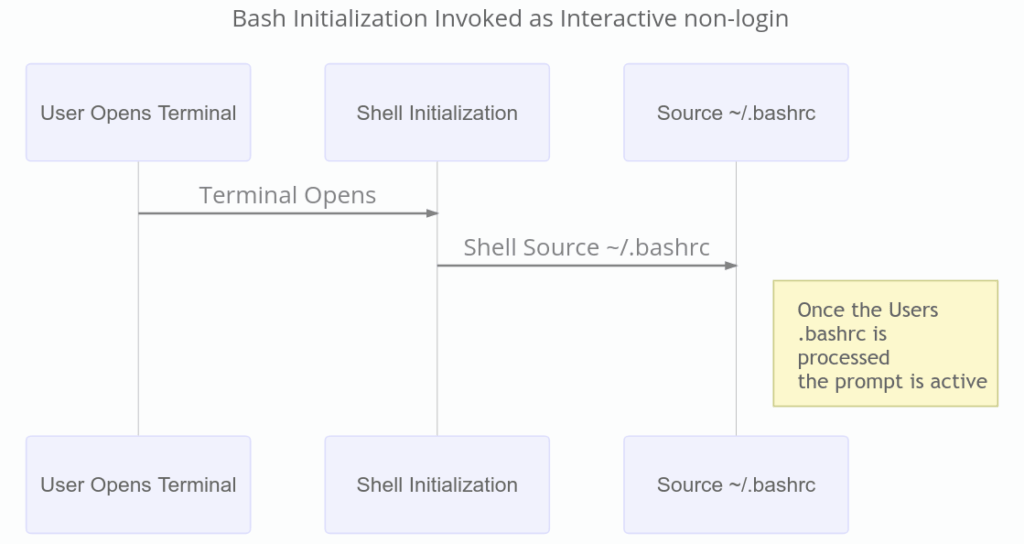 Bash Initialization Invoked as Interactive non-login
User Opens Terminal
Shell Initialization
Source ~/.bashrc
Terminal Opens
Shell Source ~/.bashrc
Once the Users
.bashrc is
processed
the prompt is active
User Opens Terminal
Shell Initialization
Source ~/.bashrc